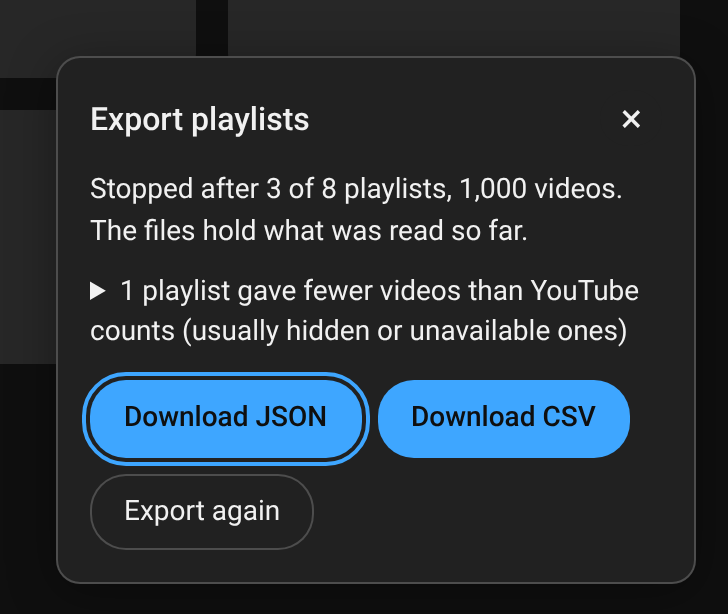 Export playlists
Stopped after 3 of 8 playlists, 1,000 videos.
The files hold what was read so far.
1 playlist gave fewer videos than YouTube
counts (usually hidden or unavailable ones)
Download JSON
Download CSV
Export again